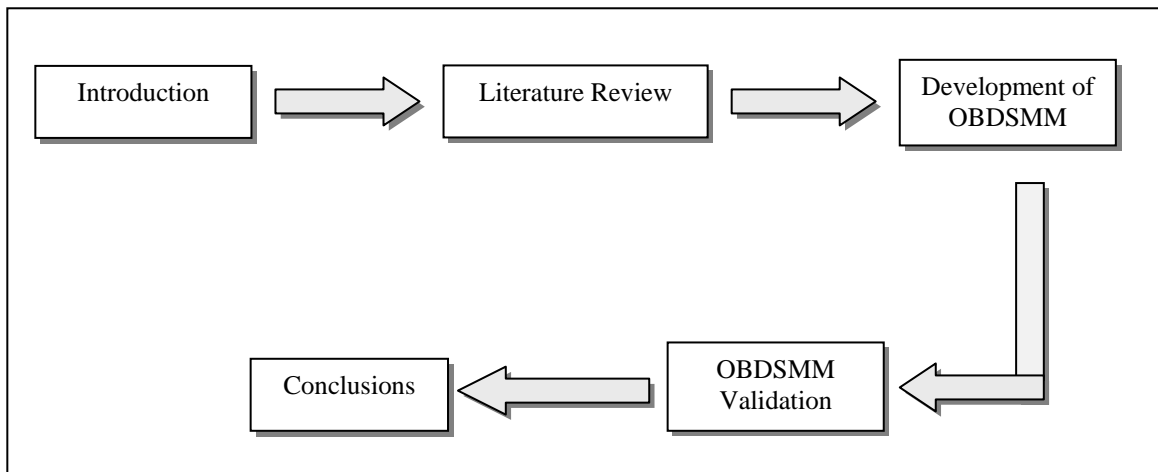 Introduction
Literature Review
Development of
OBDSMM
OBDSMM
Validation
Conclusions